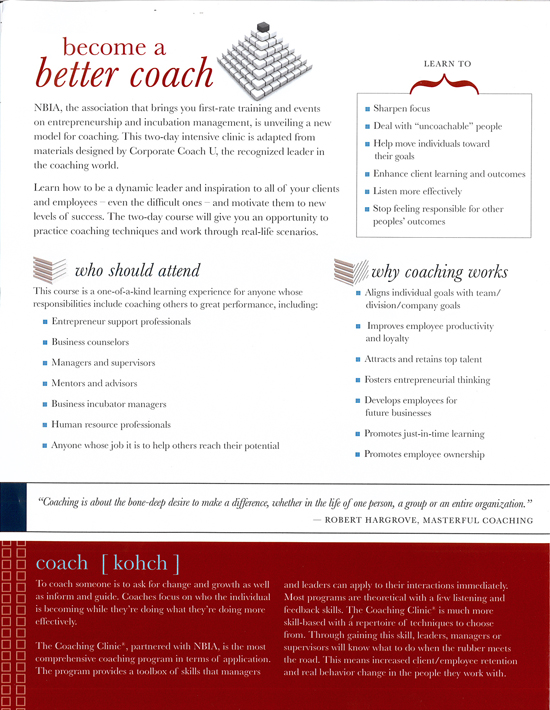 become a
better coach
NBIA, the association that brings you first-rate training and events
on entrepreneurship and incubation management, is unveiling a new
model for coaching. This two-day intensive clinic is adapted from
materials designed by Corporate Coach U, the recognized leader in
the coaching world.
Learn how to be a dynamic leader and inspiration to all of your clients
and employees – even the difficult ones – and motivate them to new
levels of success. The two-day course will give you an opportunity to
practice coaching techniques and work through real-life scenarios.
LEARN TO
Sharpen focus
Deal with “uncoachable” people
Help move individuals toward
their goals
Enhance client learning and outcomes
Listen more effectively
Stop feeling responsible for other
peoples’ outcomes
who should attend
This course is a one-of-a-kind learning experience for anyone whose
responsibilities include coaching others to great performance, including:
Entrepreneur support professionals
Business counselors
Managers and supervisors
Mentors and advisors
Business incubator managers
Human resource professionals
Anyone whose job it is to help others reach their potential
why coaching works
Aligns individual goals with team/
division/company goals
Improves employee productivity
and loyalty
Attracts and retains top talent
Fosters entrepreneurial thinking
Develops employees for
future businesses
Promotes just-in-time learning
Promotes employee ownership
“Coaching is about the bone-deep desire to make a difference, whether in the life of one person, a group or an entire organization.”
— ROBERT HARGROVE, MASTERFUL COACHING
coach [ kohch ]
To coach someone is to ask for change and growth as well
as inform and guide. Coaches focus on who the individual
is becoming while they’re doing what they’re doing more
effectively.
The Coaching Clinic®, partnered with NBIA, is the most
comprehensive coaching program in terms of application.
The program provides a toolbox of skills that managers
and leaders can apply to their interactions immediately.
Most programs are theoretical with a few listening and
feedback skills. The Coaching Clinic® is much more
skill-based with a repertoire of techniques to choose
from. Through gaining this skill, leaders, managers or
supervisors will know what to do when the rubber meets
the road. This means increased client/employee retention
and real behavior change in the people they work with.